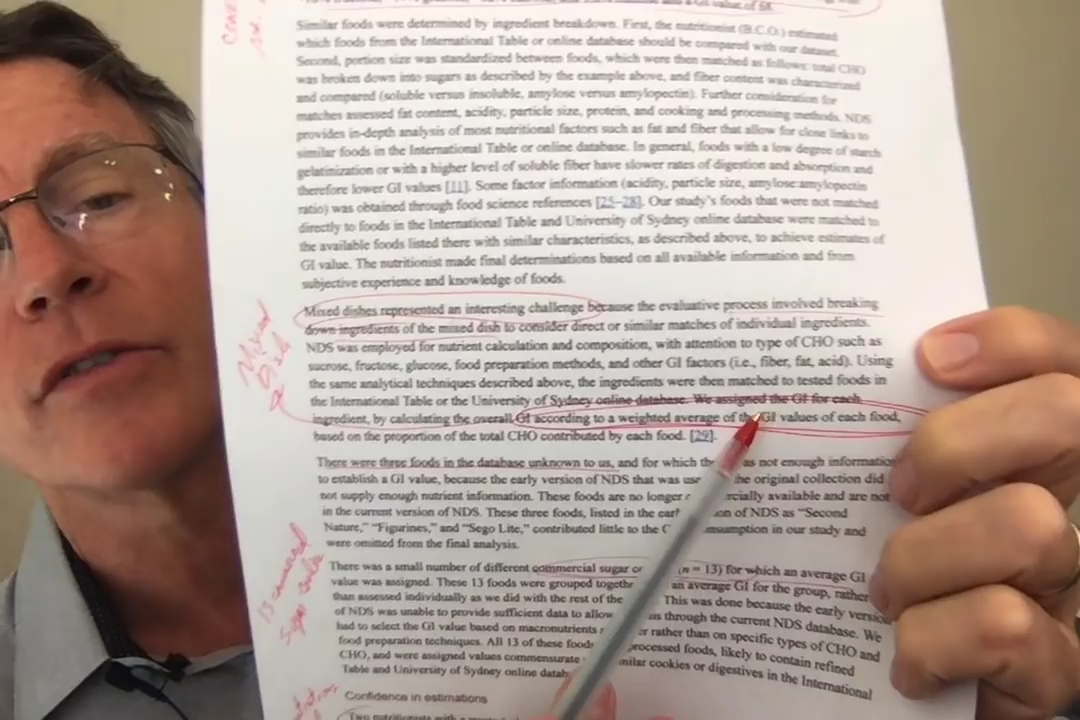 GI value of 68.
Similar foods were determined by ingredient breakdown. First, the nutritionist (B.C.O.) estimated
which foods from the International Table or online database should be compared with our dataset.
Second, portion size was standardized between foods, which were then matched as follows: total CHO
was broken down into sugars as described by the example above, and fiber content was characterized
and compared (soluble versus insoluble, amylose versus amylopectin). Further consideration for
matches assessed fat content, acidity, particle size, protein, and cooking and processing methods. NDS
provides in-depth analysis of most nutritional factors such as fat and fiber that allow for close links to
similar foods in the International Table or online database. In general, foods with a low degree of starch
gelatinization or with a higher level of soluble fiber have slower rates of digestion and absorption and
therefore lower GI values [11]. Some factor information (acidity, particle size, amylose:amylopectin
ratio) was obtained through food science references [25–28]. Our study's foods that were not matched
directly to foods in the International Table and University of Sydney online database were matched to
the available foods listed there with similar characteristics, as described above, to achieve estimates of
GI value. The nutritionist made final determinations based on all available information and from
subjective experience and knowledge of foods.
Mixed dishes represented an interesting challenge because the evaluative process involved breaking
down ingredients of the mixed dish to consider direct or similar matches of individual ingredients.
NDS was employed for nutrient calculation and composition, with attention to type of CHO such as
sucrose, fructose, glucose, food preparation methods, and other GI factors (i.e., fiber, fat, acid). Using
the same analytical techniques described above, the ingredients were then matched to tested foods in
the International Table or the University of Sydney online database. We assigned the GI for each
ingredient, by calculating the overall GI according to a weighted average of the GI values of each food,
based on the proportion of the total CHO contributed by each food. [29].
Mixed
There were three foods in the database unknown to us, and for which th as not enough information
to establish a GI value, because the early version of NDS that was use the original collection did
not supply enough nutrient information. These foods are no longer cially available and are not
in the current version of NDS. These three foods, listed in the earl on of NDS as “Second
Nature,” “Figurines,” and “Sego Lite,” contributed little to the C nsumption in our study and
were omitted from the final analysis.
There was a small number of different commercial sugar (n = 13) for which an average GI
value was assigned. These 13 foods were grouped togethe an average GI for the group, rather
than assessed individually as we did with the rest of the This was done because the early version
of NDS was unable to provide sufficient data to allow us through the current NDS database. We
had to select the GI value based on macronutrients r or rather than on specific types of CHO and
food preparation techniques. All 13 of these foods processed foods, likely to contain refined
CHO, and were assigned values commensurate milar cookies or digestives in the International
Table and University of Sydney online datab
Confidence in estimations
Two nutritionists